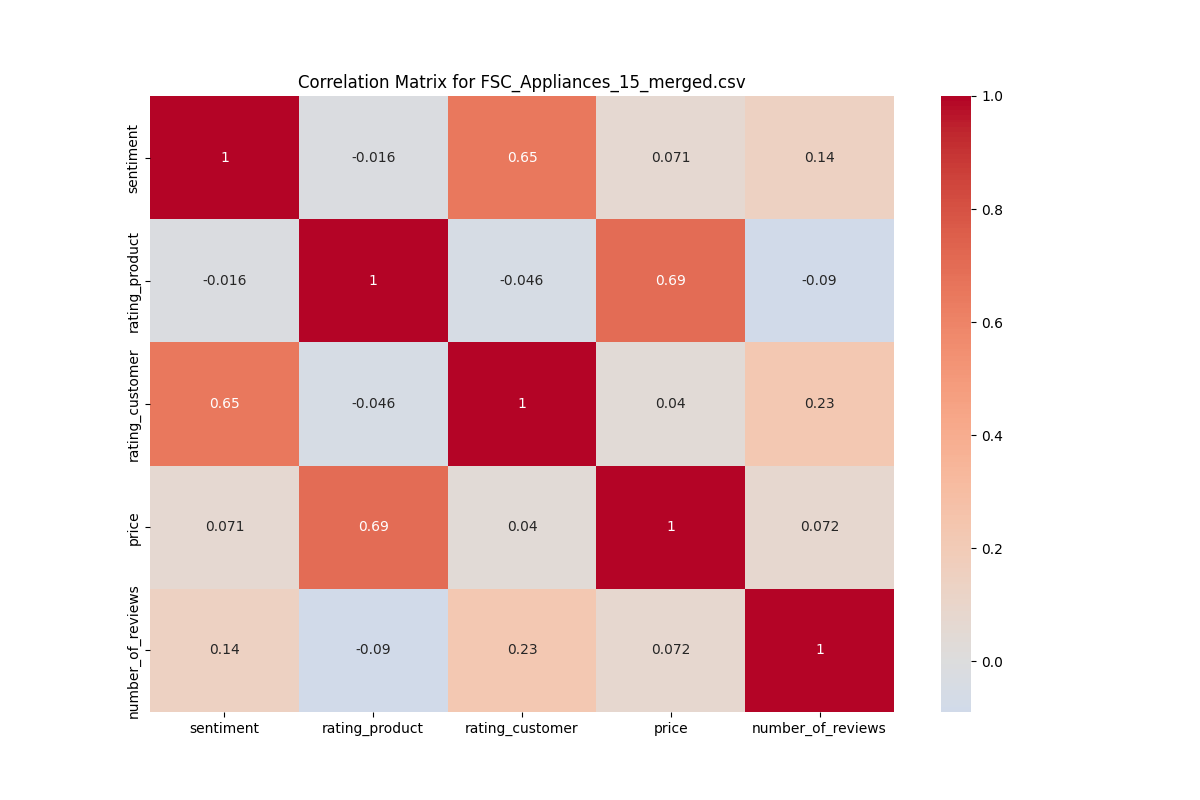 Correlation Matrix for FSC_Appliances_15_merged.csv
sentiment 1 -0.016 0.65 0.071 0.14
rating_product -0.016 1 -0.046 0.69 -0.09
rating_customer 0.65 -0.046 1 0.04 0.23
price 0.071 0.69 0.04 1 0.072
number_of_reviews 0.14 -0.09 0.23 0.072 1
sentiment rating_product rating_customer price number_of_reviews
1.0
0.8
0.6
0.4
0.2
0.0